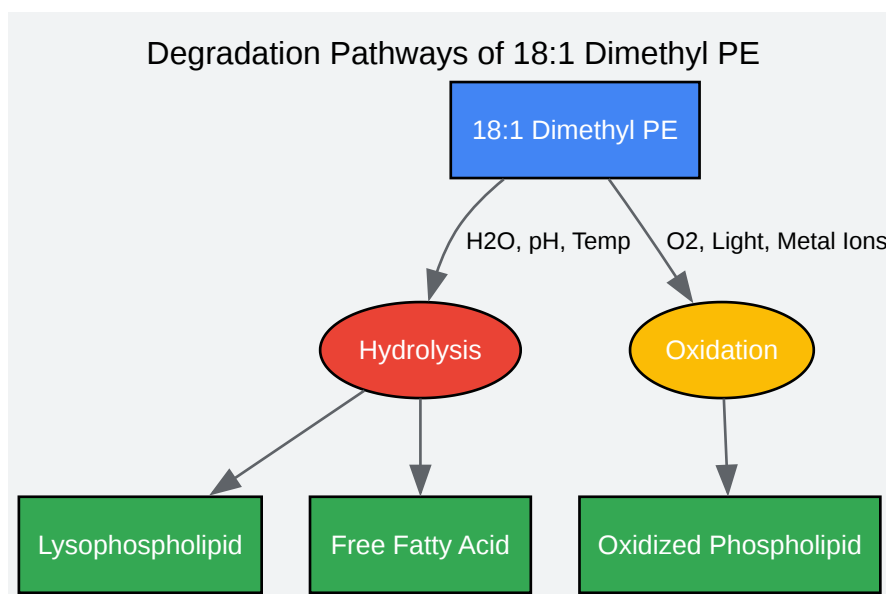 Degradation Pathways of 18:1 Dimethyl PE
18:1 Dimethyl PE
H2O, pH, Temp
O2, Light, Metal Ions
Hydrolysis
Oxidation
Lysophospholipid
Free Fatty Acid
Oxidized Phospholipid